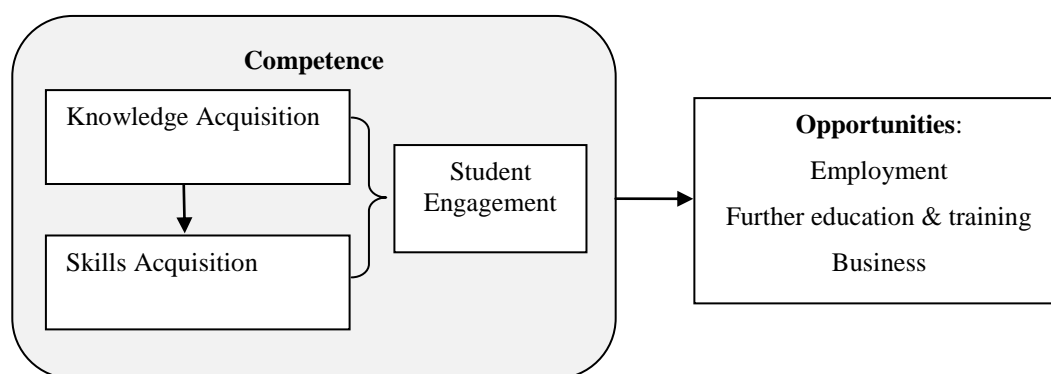 Competence
Knowledge Acquisition
Skills Acquisition
Student
Engagement
Opportunities:
Employment
Further education & training
Business